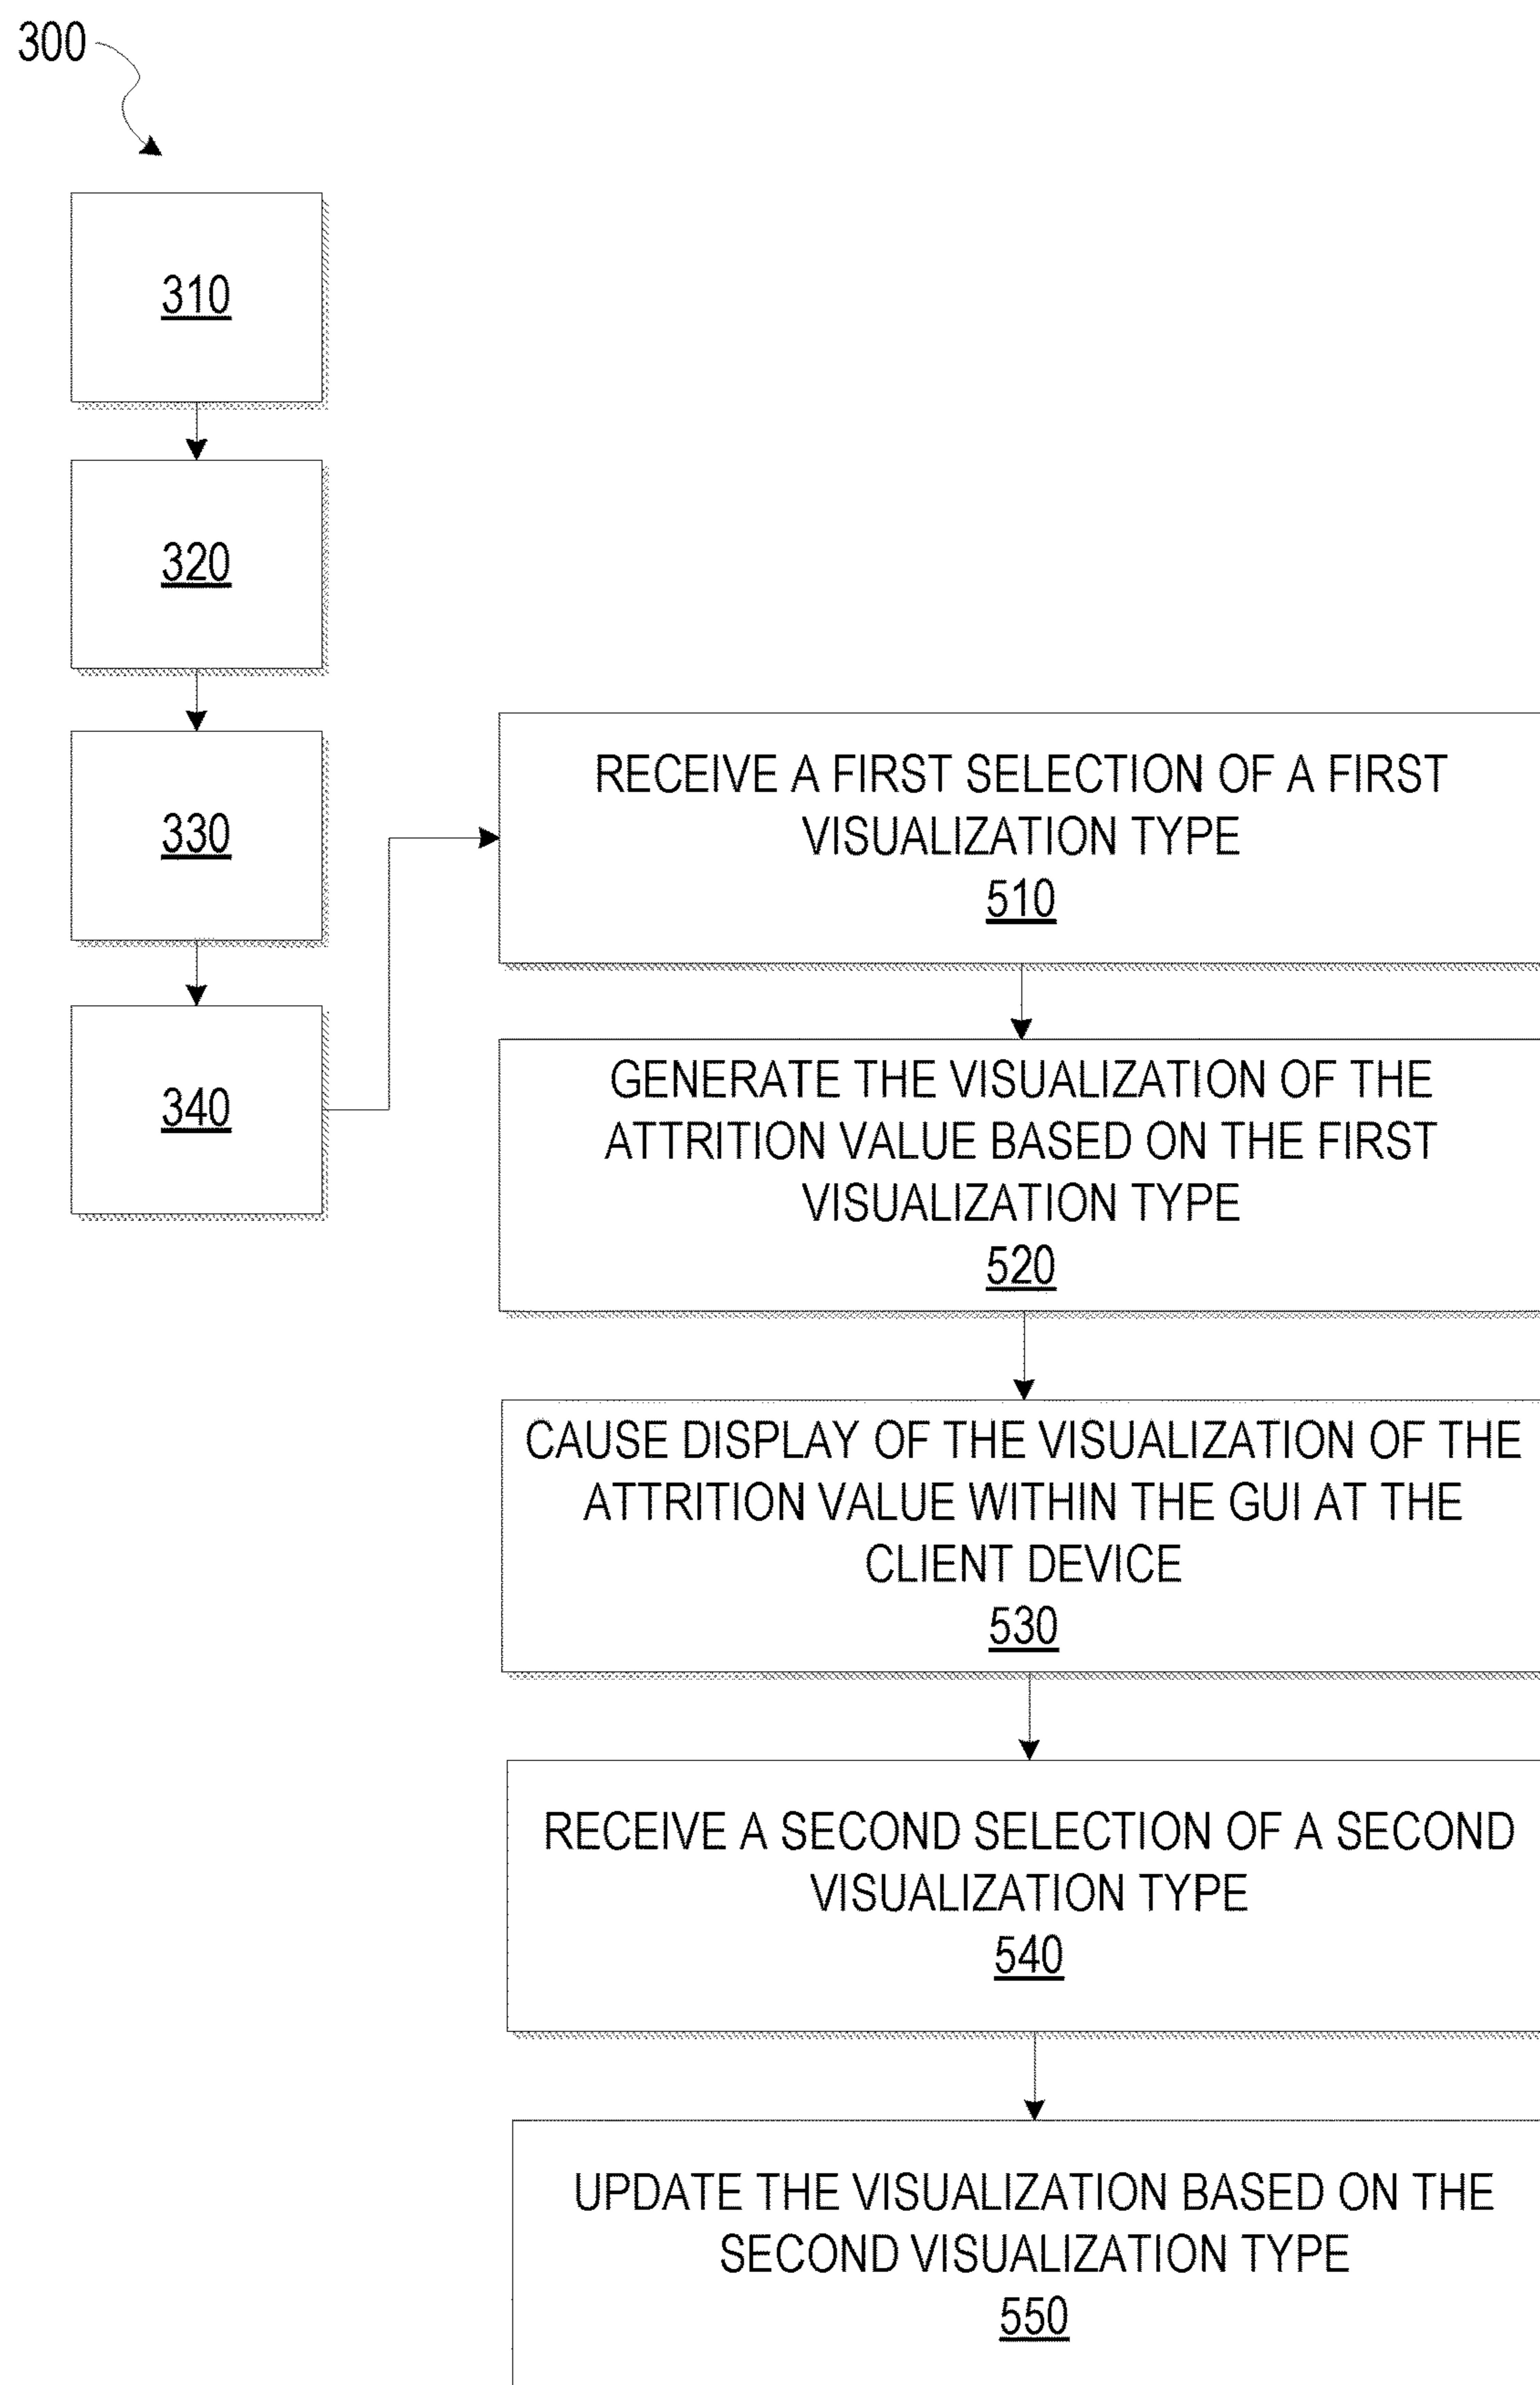 300
310
320
330
340
RECEIVE A FIRST SELECTION OF A FIRST
VISUALIZATION TYPE
510
GENERATE THE VISUALIZATION OF THE
ATTRITION VALUE BASED ON THE FIRST
VISUALIZATION TYPE
520
CAUSE DISPLAY OF THE VISUALIZATION OF THE
ATTRITION VALUE WITHIN THE GUI AT THE
CLIENT DEVICE
530
RECEIVE A SECOND SELECTION OF A SECOND
VISUALIZATION TYPE
540
UPDATE THE VISUALIZATION BASED ON THE
SECOND VISUALIZATION TYPE
550